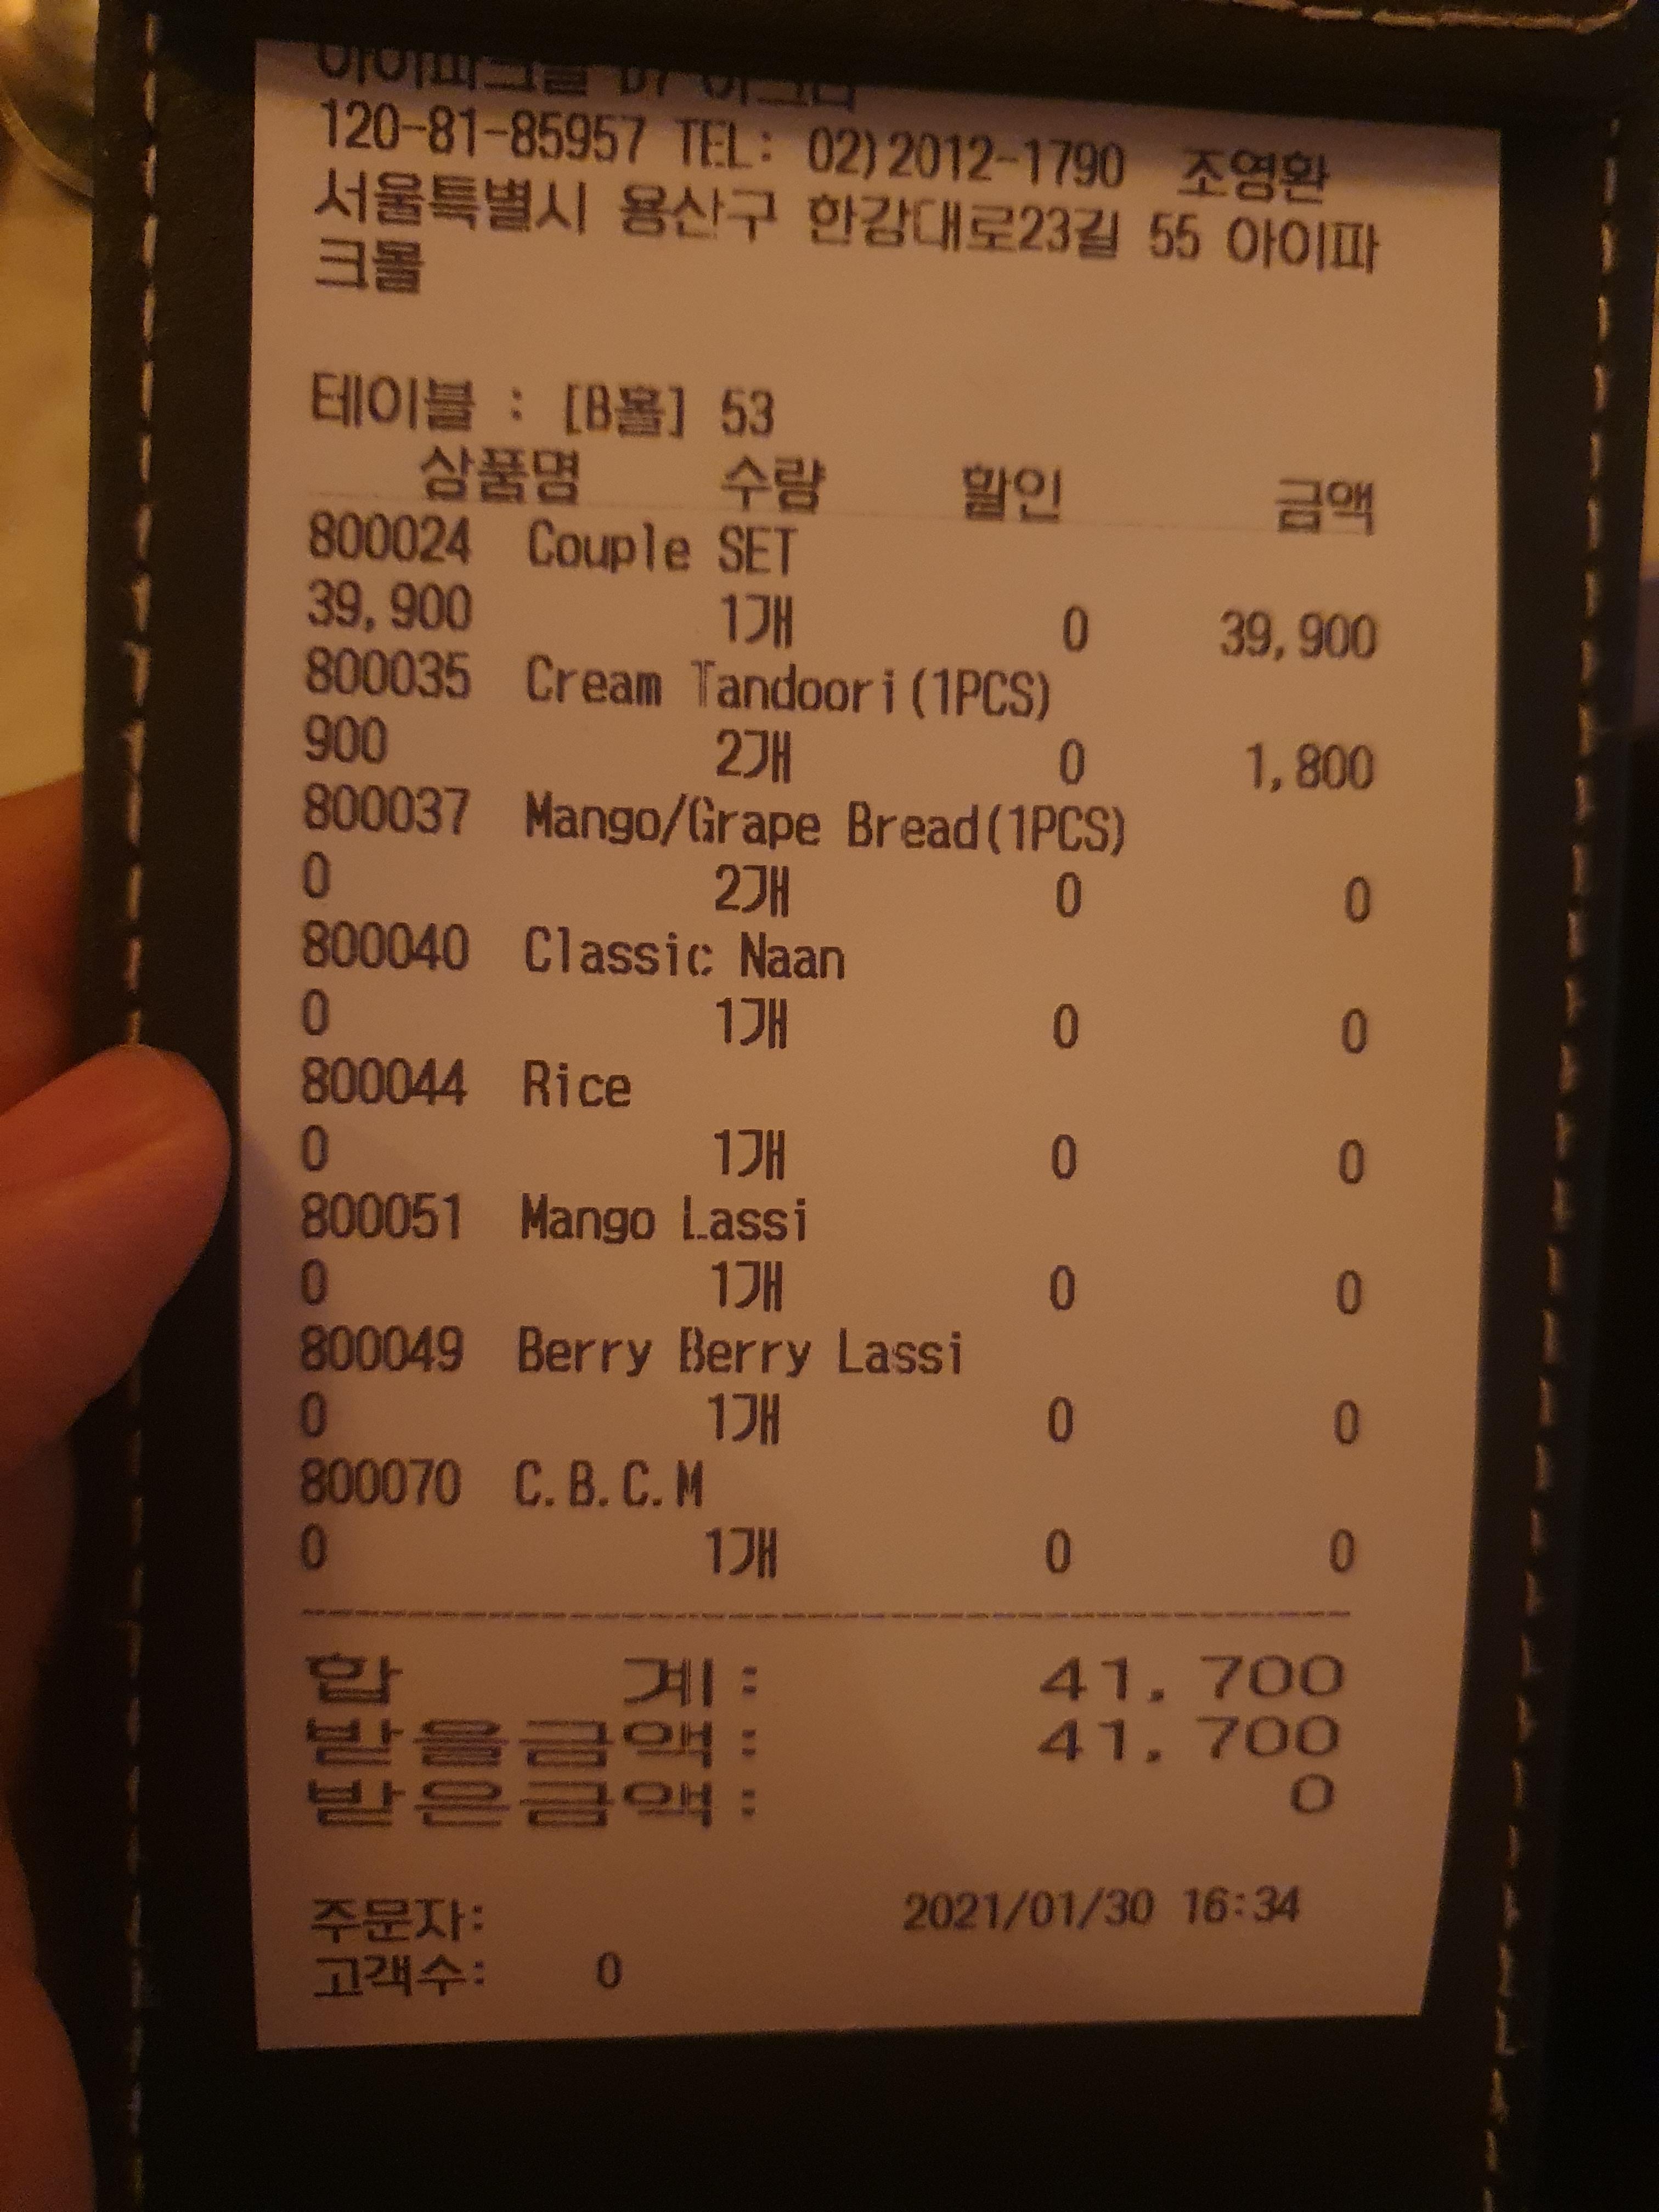 120-81-85957 TEL: 02)2012-1790 조영환
서울특별시 용산구 한강대로23길 55 아이파
크몰
테이블 : [B홀] 53
상품명 수량 할인 금액
800024 Couple SET
39,900 1개 0 39,900
800035 Cream Tandoori(1PCS)
900 2개 0 1,800
800037 Mango/Grape Bread(1PCS)
0 2개 0 0
800040 Classic Naan
0 1개 0 0
800044 Rice
0 1개 0 0
800051 Mango Lassi
0 1개 0 0
800049 Berry Berry Lassi
0 1개 0 0
800070 C.B.C.M
0 1개 0 0
합 계: 41,700
받을금액: 41,700
받은금액: 0
주문자: 2021/01/30 16:34
고객수: 0